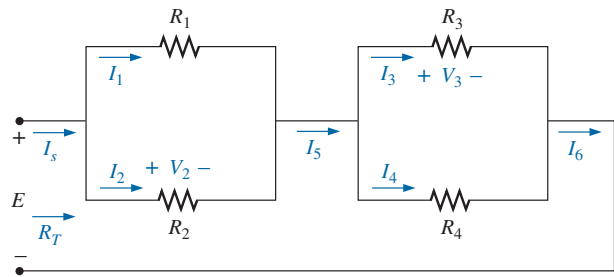 R1 R3
I1 I3 + V3 −
+ Is I2 + V2 − I5 I4 I6
E
RT R2 R4
−